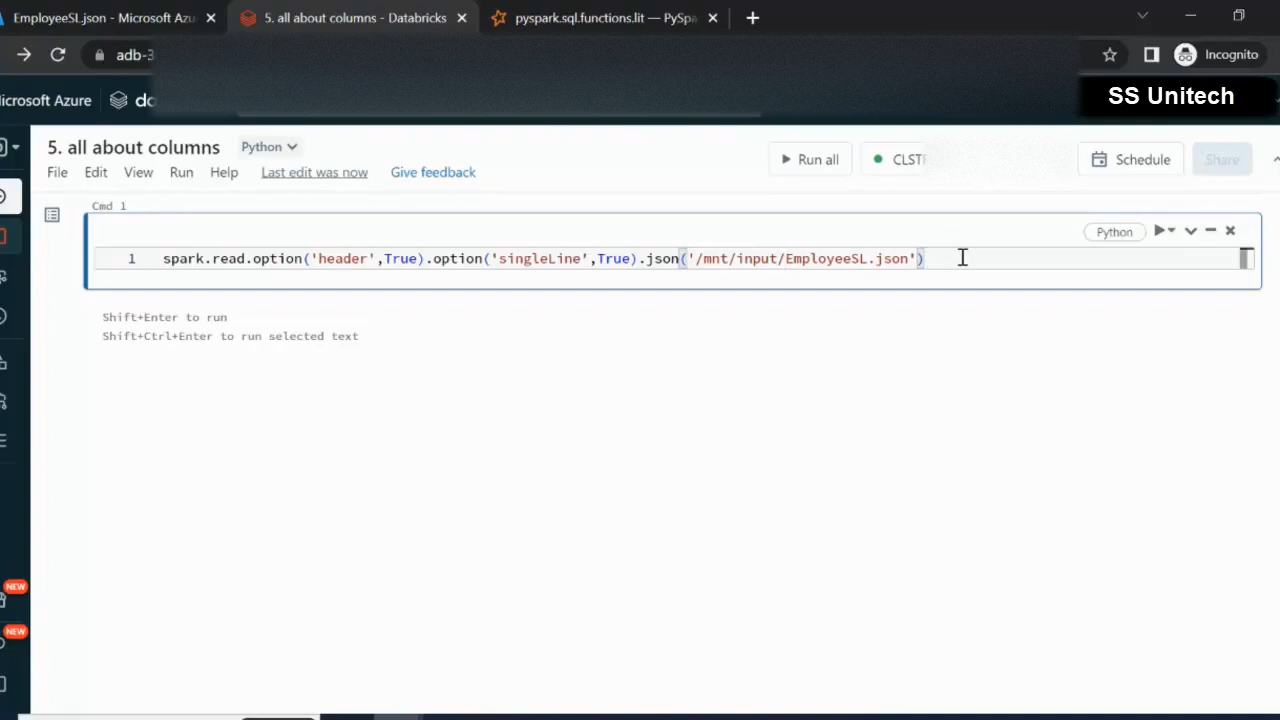 EmployeeSL.json - Microsoft Azu
5. all about columns - Databricks
pyspark.sql.functions.lit — PySpa
adb-3
Incognito
icrosoft Azure
SS Unitech
5. all about columns
Python
Run all
CLST
Schedule
Share
File Edit View Run Help Last edit was now Give feedback
Cmd 1
Python
1 spark.read.option('header',True).option('singleLine',True).json('/mnt/input/EmployeeSL.json')
Shift+Enter to run
Shift+Ctrl+Enter to run selected text
NEW
NEW